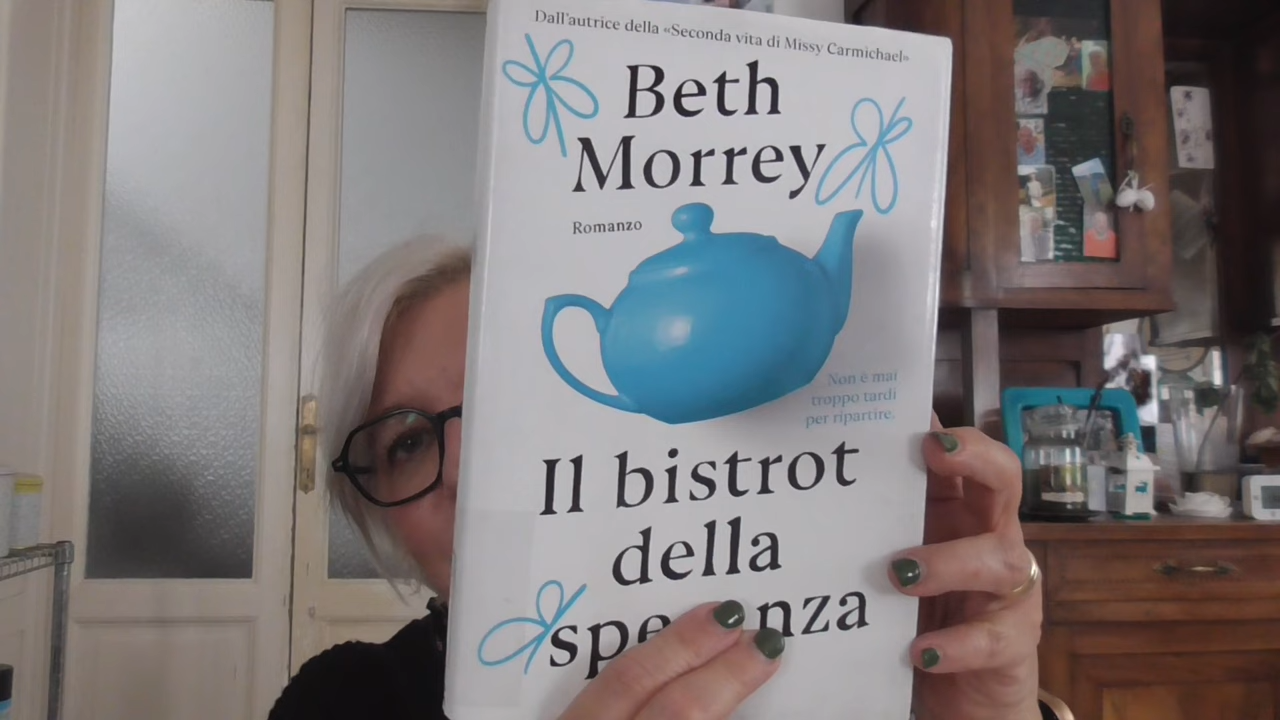 Dall'autrice della «Seconda vita di Missy Carmichael»
Beth
Morrey
Romanzo
Non è mai
troppo tardi
per ripartire.
Il bistrot
della
speranza